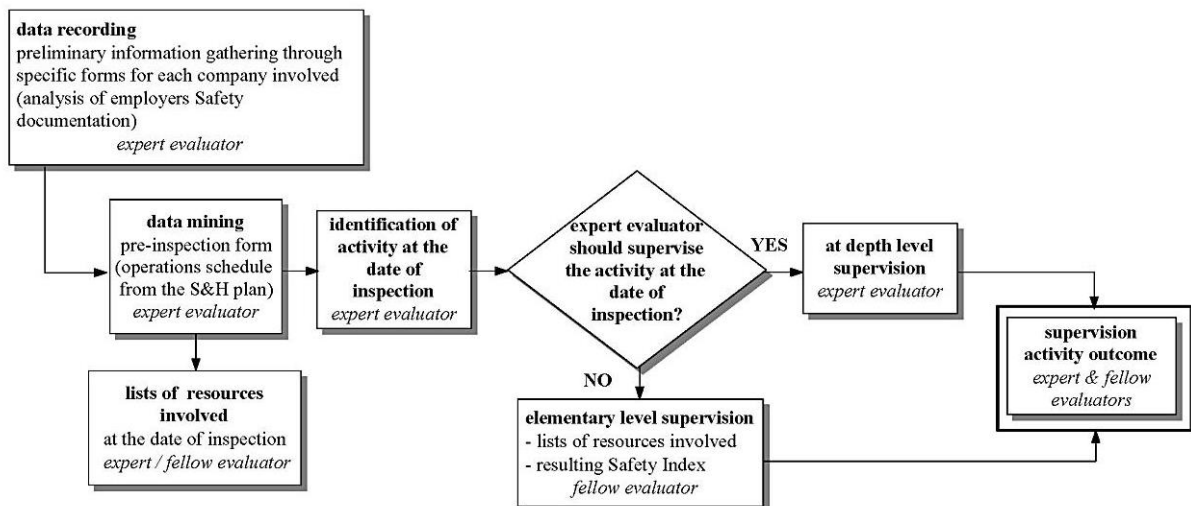 data recording
preliminary information gathering through
specific forms for each company involved
(analysis of employers Safety
documentation)
expert evaluator
data mining
pre-inspection form
(operations schedule
from the S&H plan)
expert evaluator
lists of resources
involved
at the date of inspection
expert / fellow evaluator
identification of
activity at the
date of
inspection
expert evaluator
expert evaluator
should supervise
the activity at the
date of
inspection?
YES
at depth level
supervision
expert evaluator
NO
elementary level supervision
- lists of resources involved
- resulting Safety Index
fellow evaluator
supervision
activity outcome
expert & fellow
evaluators